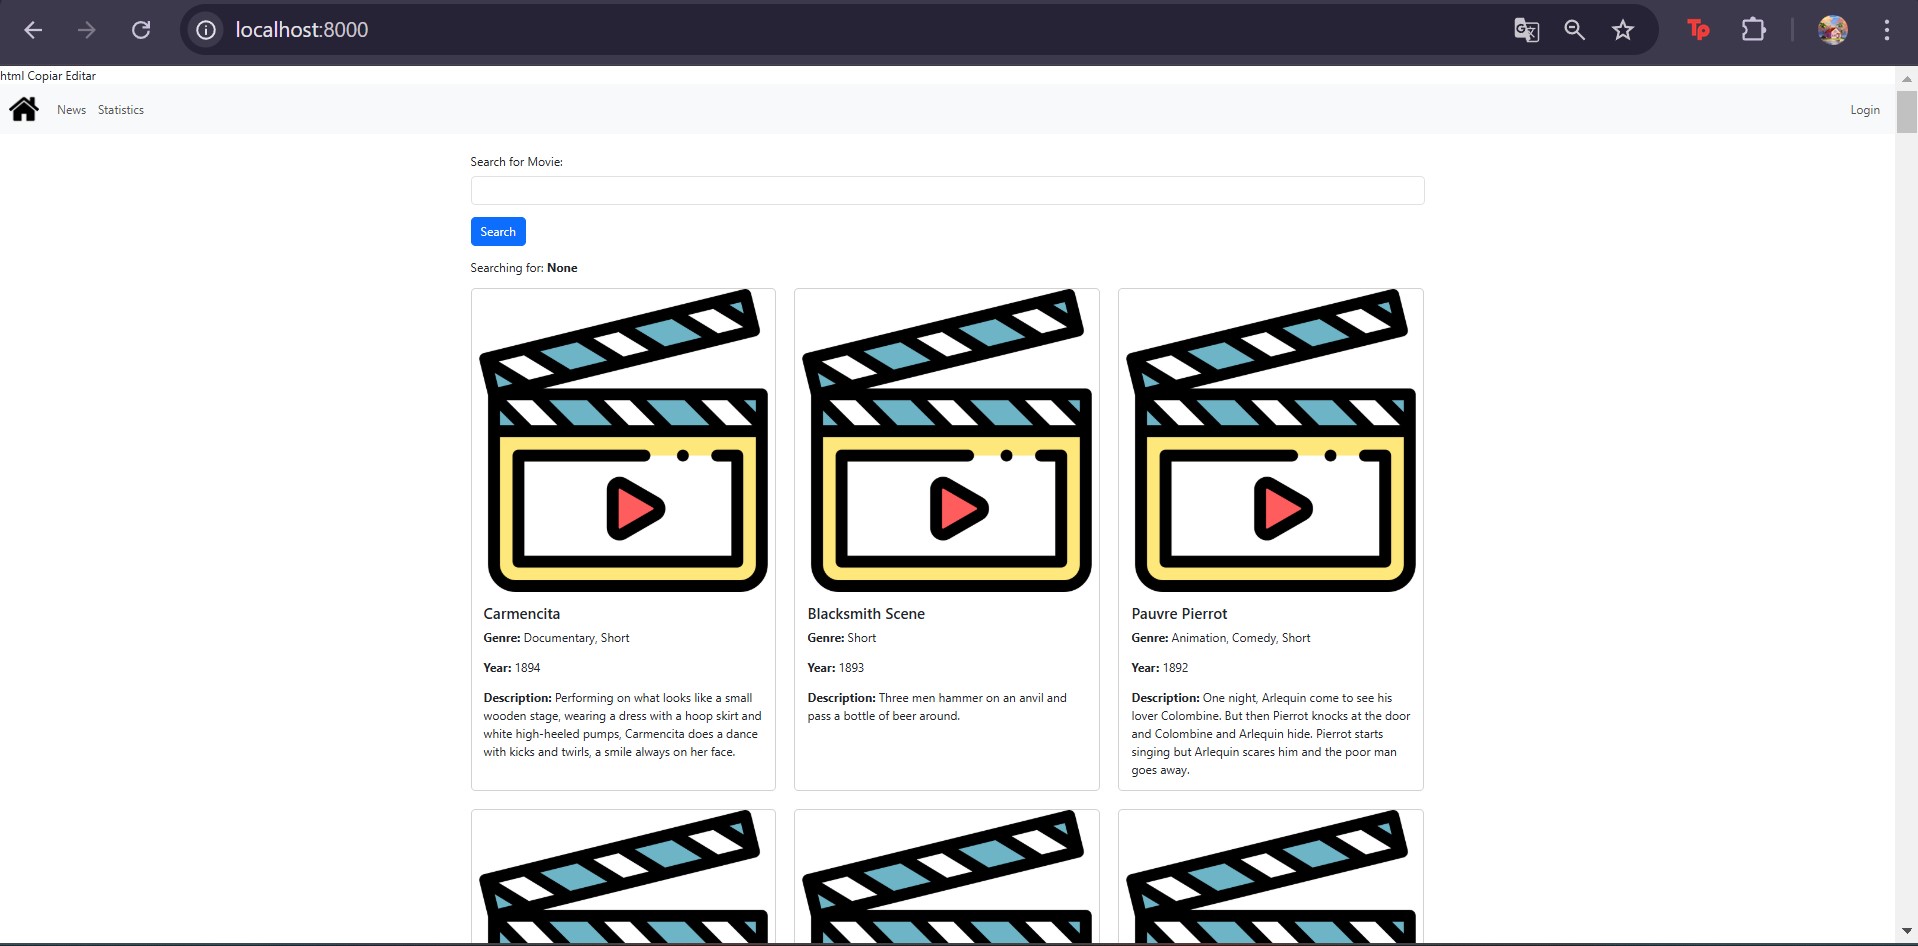 localhost:8000
Tp
html Copiar Editar
News Statistics Login
Search for Movie:
Search
Searching for: None
Carmencita
Genre: Documentary, Short
Year: 1894
Description: Performing on what looks like a small
wooden stage, wearing a dress with a hoop skirt and
white high-heeled pumps, Carmencita does a dance
with kicks and twirls, a smile always on her face.
Blacksmith Scene
Genre: Short
Year: 1893
Description: Three men hammer on an anvil and
pass a bottle of beer around.
Pauvre Pierrot
Genre: Animation, Comedy, Short
Year: 1892
Description: One night, Arlequin come to see his
lover Colombine. But then Pierrot knocks at the door
and Colombine and Arlequin hide. Pierrot starts
singing but Arlequin scares him and the poor man
goes away.